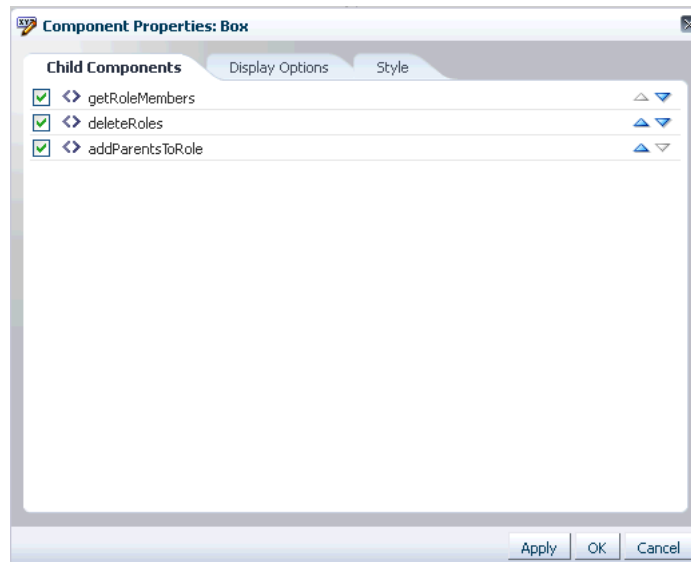 Component Properties: Box
Child Components Display Options Style
getRoleMembers
deleteRoles
addParentsToRole
Apply OK Cancel